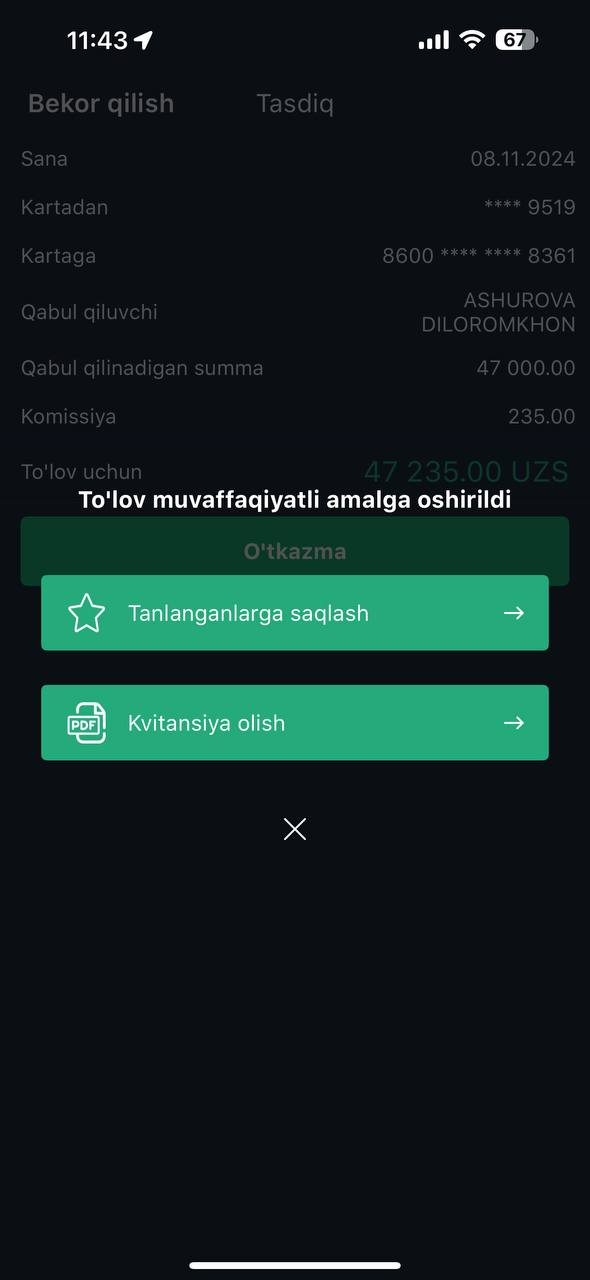 11:43
67
Bekor qilish Tasdiq
Sana 08.11.2024
Kartadan **** 9519
Kartaga 8600 **** **** 8361
Qabul qiluvchi ASHUROVA
DILOROMKHON
Qabul qilinadigan summa 47 000.00
Komissiya 235.00
To'lov uchun 47 235.00 UZS
To'lov muvaffaqiyatli amalga oshirildi
O'tkazma
Tanlanganlarga saqlash
PDF Kvitansiya olish